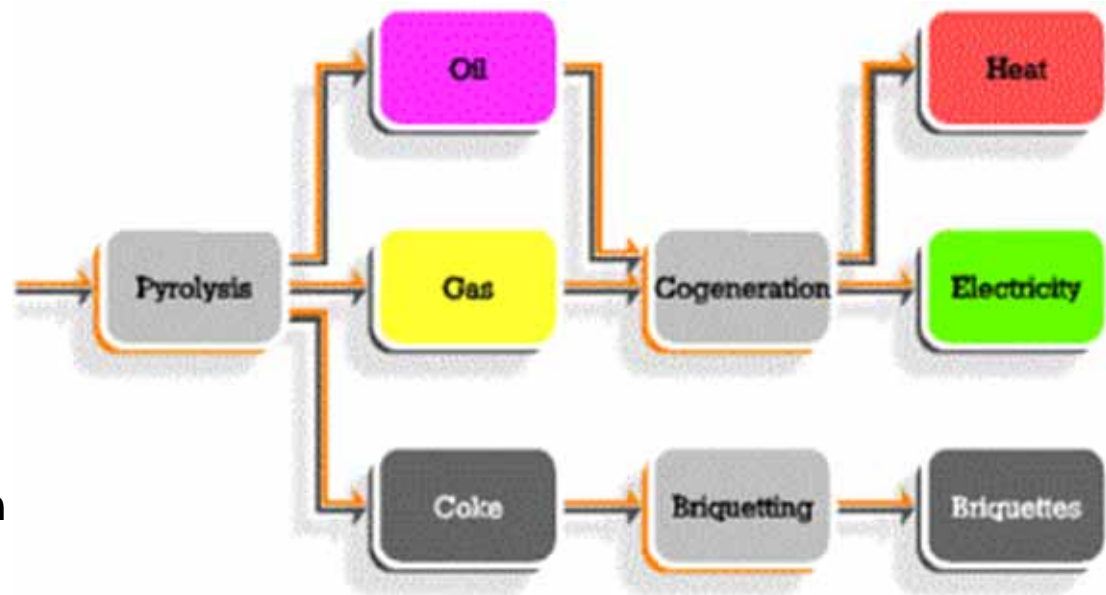 Oil
Heat
Pyrolysis
Gas
Cogeneration
Electricity
n
Coke
Briquetting
Briquettes